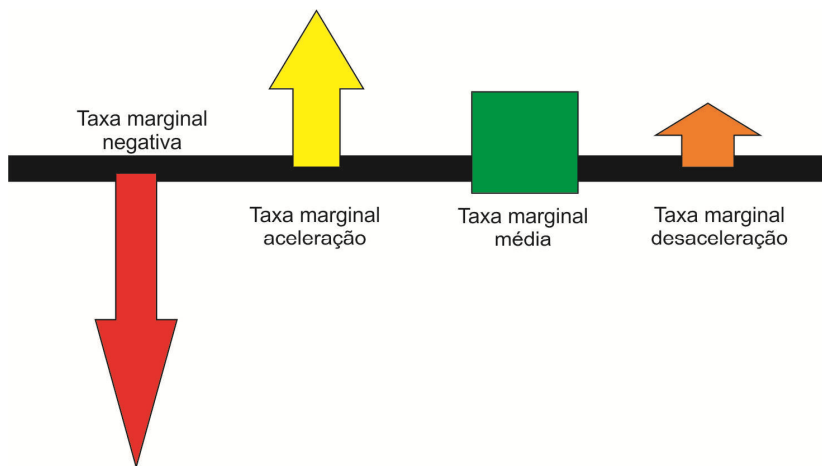 Taxa marginal
negativa
Taxa marginal
aceleração
Taxa marginal
média
Taxa marginal
desaceleração